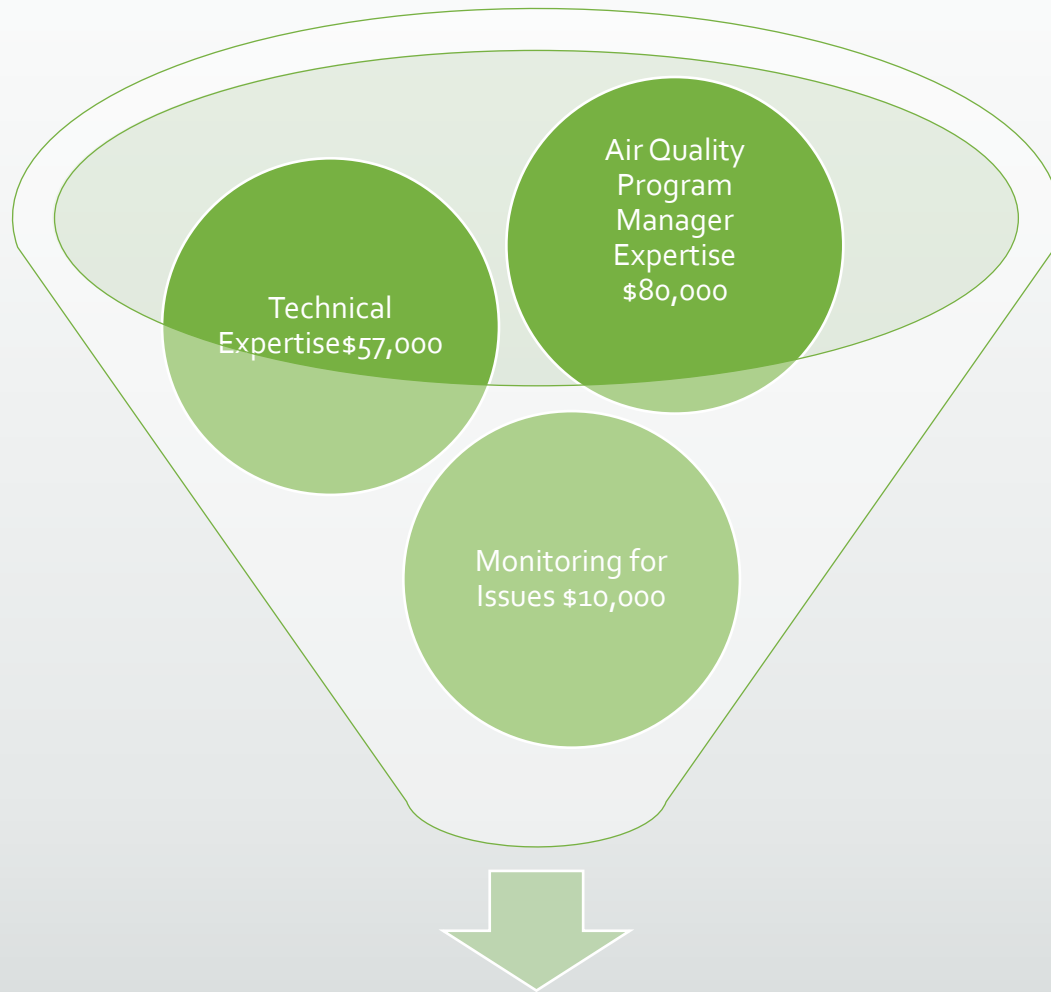 Air Quality
Program
Manager
Expertise
$80,000
Technical
Expertise$57,000
Monitoring for
Issues $10,000